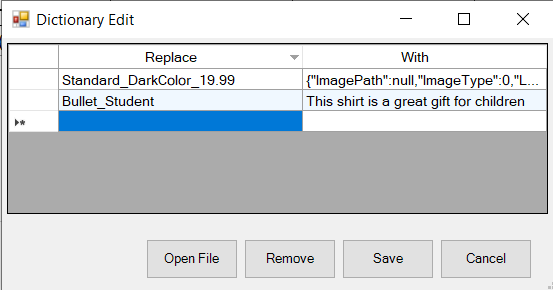 Dictionary Edit
Replace With
Standard_DarkColor_19.99 {"ImagePath":null,"ImageType":0,"L...
Bullet_Student This shirt is a great gift for children
Open File Remove Save Cancel